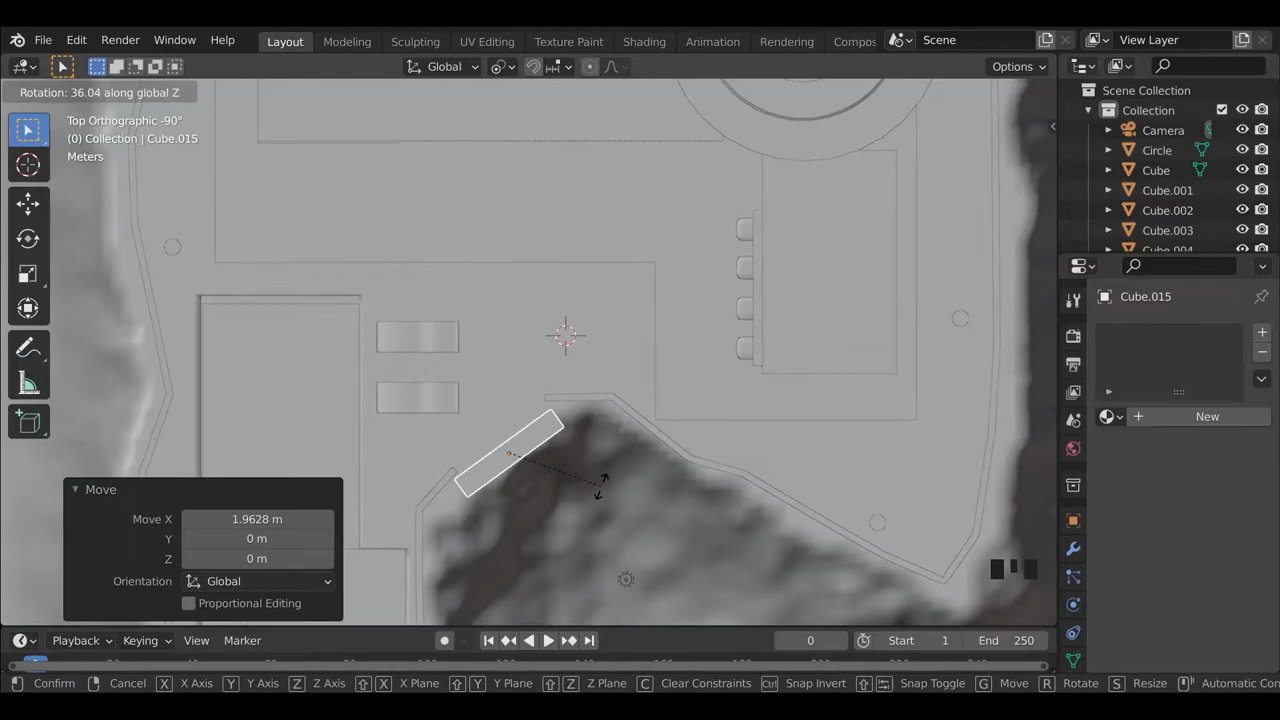 File Edit Render Window Help Layout Modeling Sculpting UV Editing Texture Paint Shading Animation Rendering Compos Scene View Layer
Global Options
Rotation: 36.04 along global Z
Top Orthographic -90°
(0) Collection | Cube.015
Meters
Scene Collection
Collection
Camera
Circle
Cube
Cube.001
Cube.002
Cube.003
Cube.004
Cube.015
New
Move
Move X 1.9628 m
Y 0 m
Z 0 m
Orientation Global
Proportional Editing
Playback Keying View Marker 0 Start 1 End 250
Confirm Cancel X X Axis Y Y Axis Z Z Axis X X Plane Y Y Plane Z Z Plane C Clear Constraints Ctrl Snap Invert Snap Toggle G Move R Rotate S Resize Automatic Con